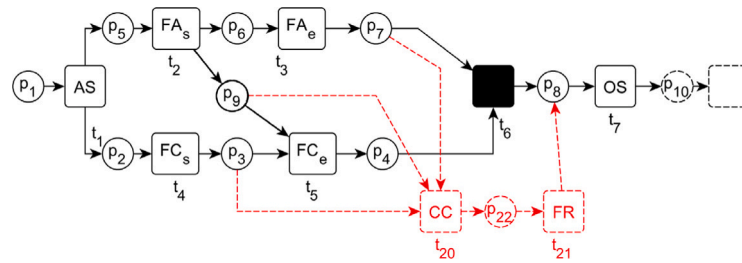 p5 FAs p6 FAe p7
t2 t3
p1 AS p9 p8 OS p10
t1 t6 t7
p2 FCs p3 FCe p4
t4 t5
CC p22 FR
t20 t21